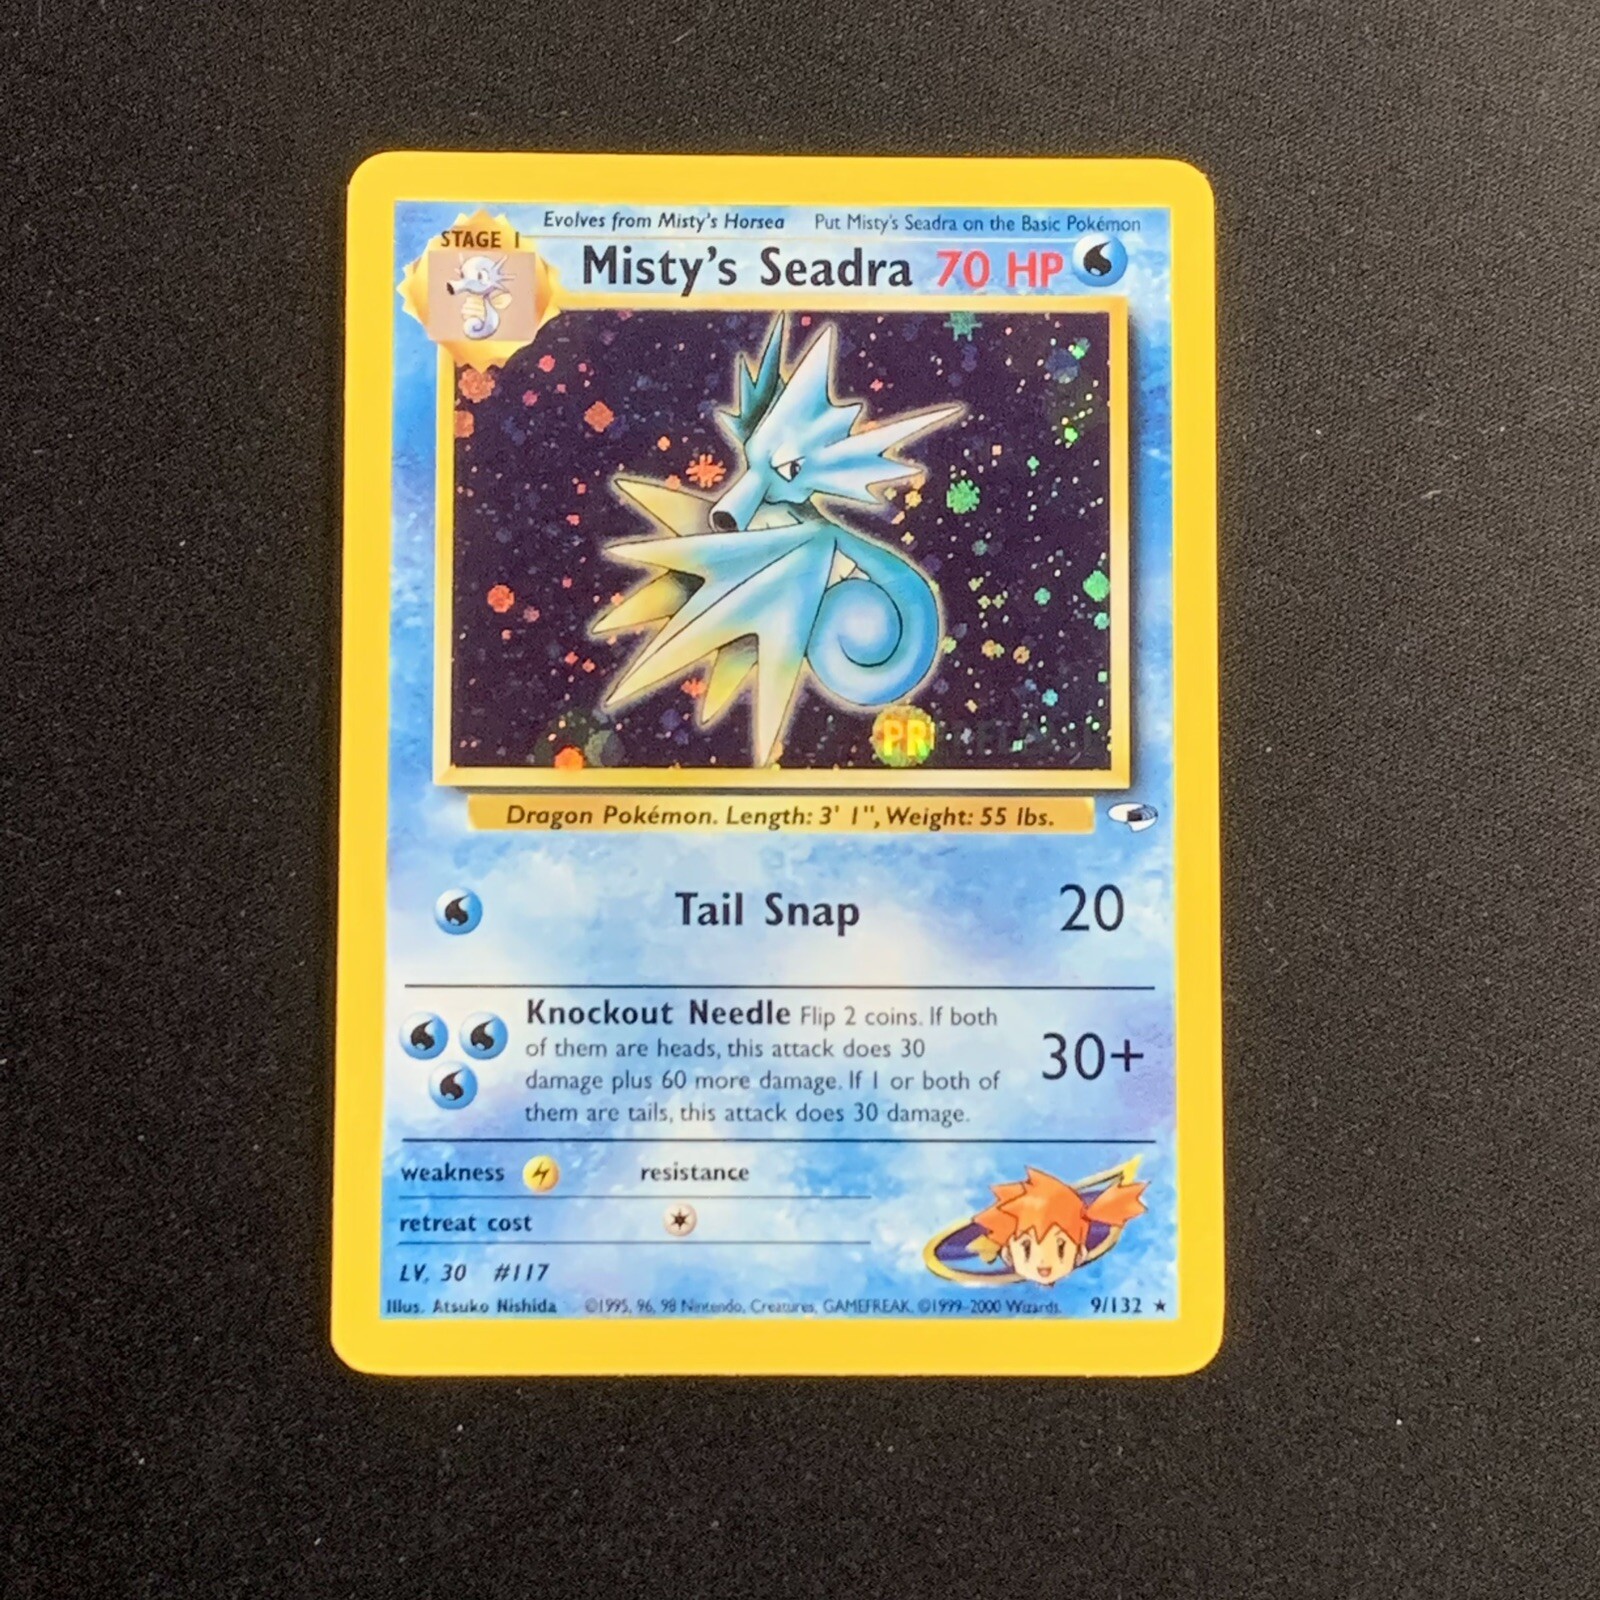 Evolves from Misty's Horsea Put Misty's Seadra on the Basic Pokémon
STAGE 1
Misty's Seadra 70 HP
PRERELEASE
Dragon Pokémon. Length: 3' 1", Weight: 55 lbs.
Tail Snap 20
Knockout Needle Flip 2 coins. If both
of them are heads, this attack does 30
damage plus 60 more damage. If 1 or both of
them are tails, this attack does 30 damage.
30+
weakness resistance
retreat cost
LV. 30 #117
Illus. Atsuko Nishida ©1995, 96, 98 Nintendo, Creatures, GAMEFREAK. ©1999-2000 Wizards. 9/132 ★